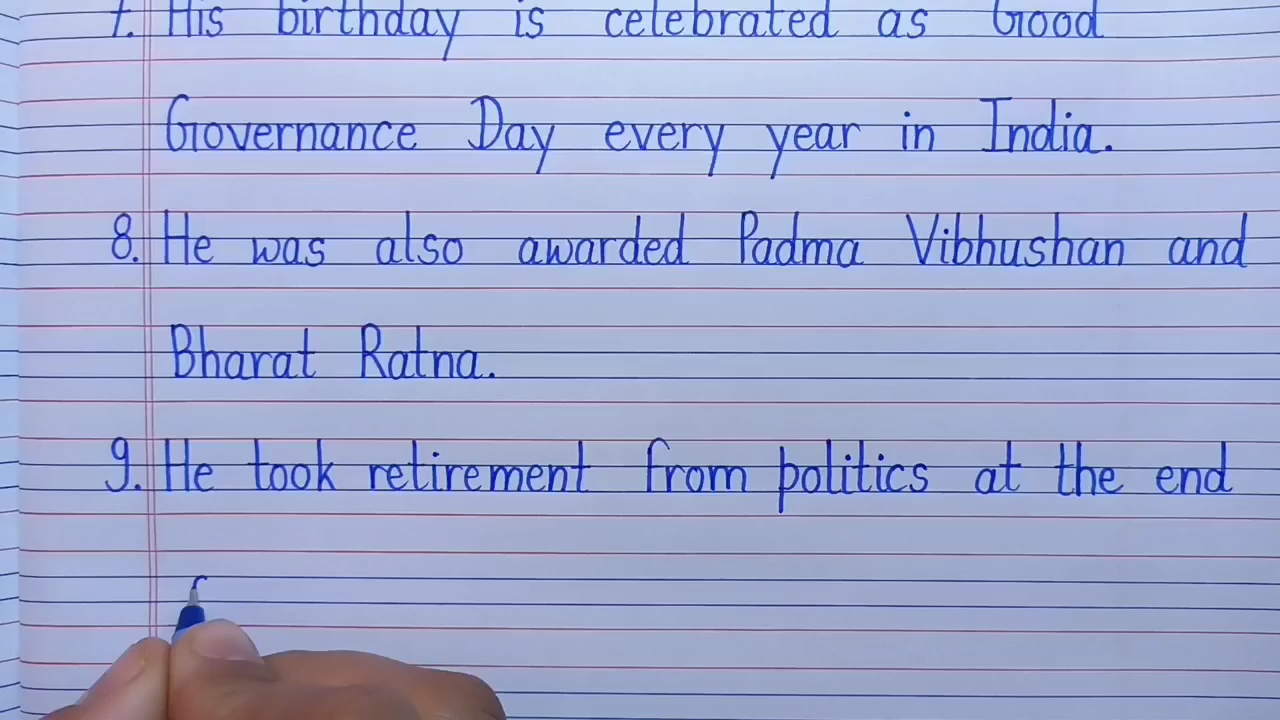 7. His birthday is celebrated as Good
Governance Day every year in India.
8. He was also awarded Padma Vibhushan and
Bharat Ratna.
9. He took retirement from politics at the end